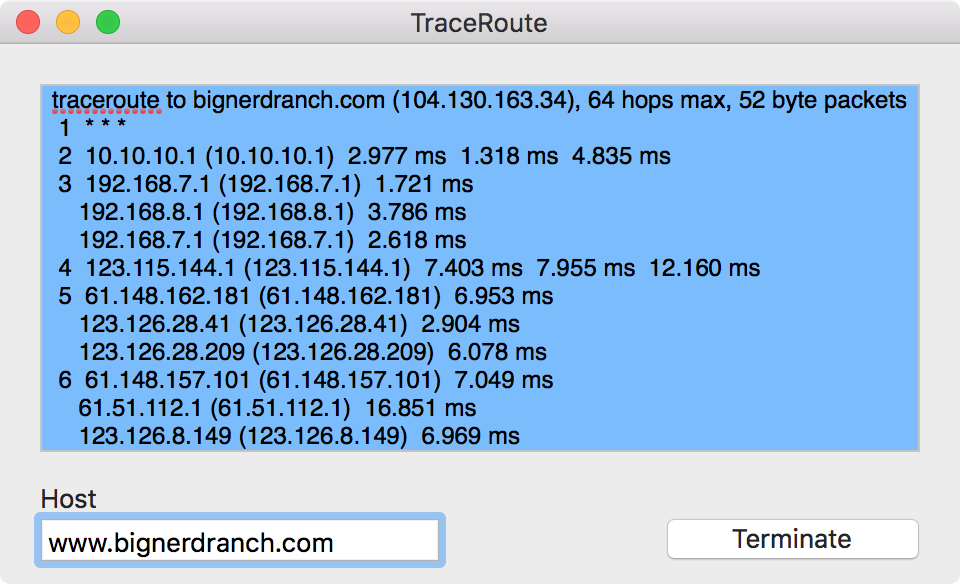 TraceRoute
traceroute to bignerdranch.com (104.130.163.34), 64 hops max, 52 byte packets
1 * * *
2 10.10.10.1 (10.10.10.1) 2.977 ms 1.318 ms 4.835 ms
3 192.168.7.1 (192.168.7.1) 1.721 ms
192.168.8.1 (192.168.8.1) 3.786 ms
192.168.7.1 (192.168.7.1) 2.618 ms
4 123.115.144.1 (123.115.144.1) 7.403 ms 7.955 ms 12.160 ms
5 61.148.162.181 (61.148.162.181) 6.953 ms
123.126.28.41 (123.126.28.41) 2.904 ms
123.126.28.209 (123.126.28.209) 6.078 ms
6 61.148.157.101 (61.148.157.101) 7.049 ms
61.51.112.1 (61.51.112.1) 16.851 ms
123.126.8.149 (123.126.8.149) 6.969 ms
Host
www.bignerdranch.com
Terminate